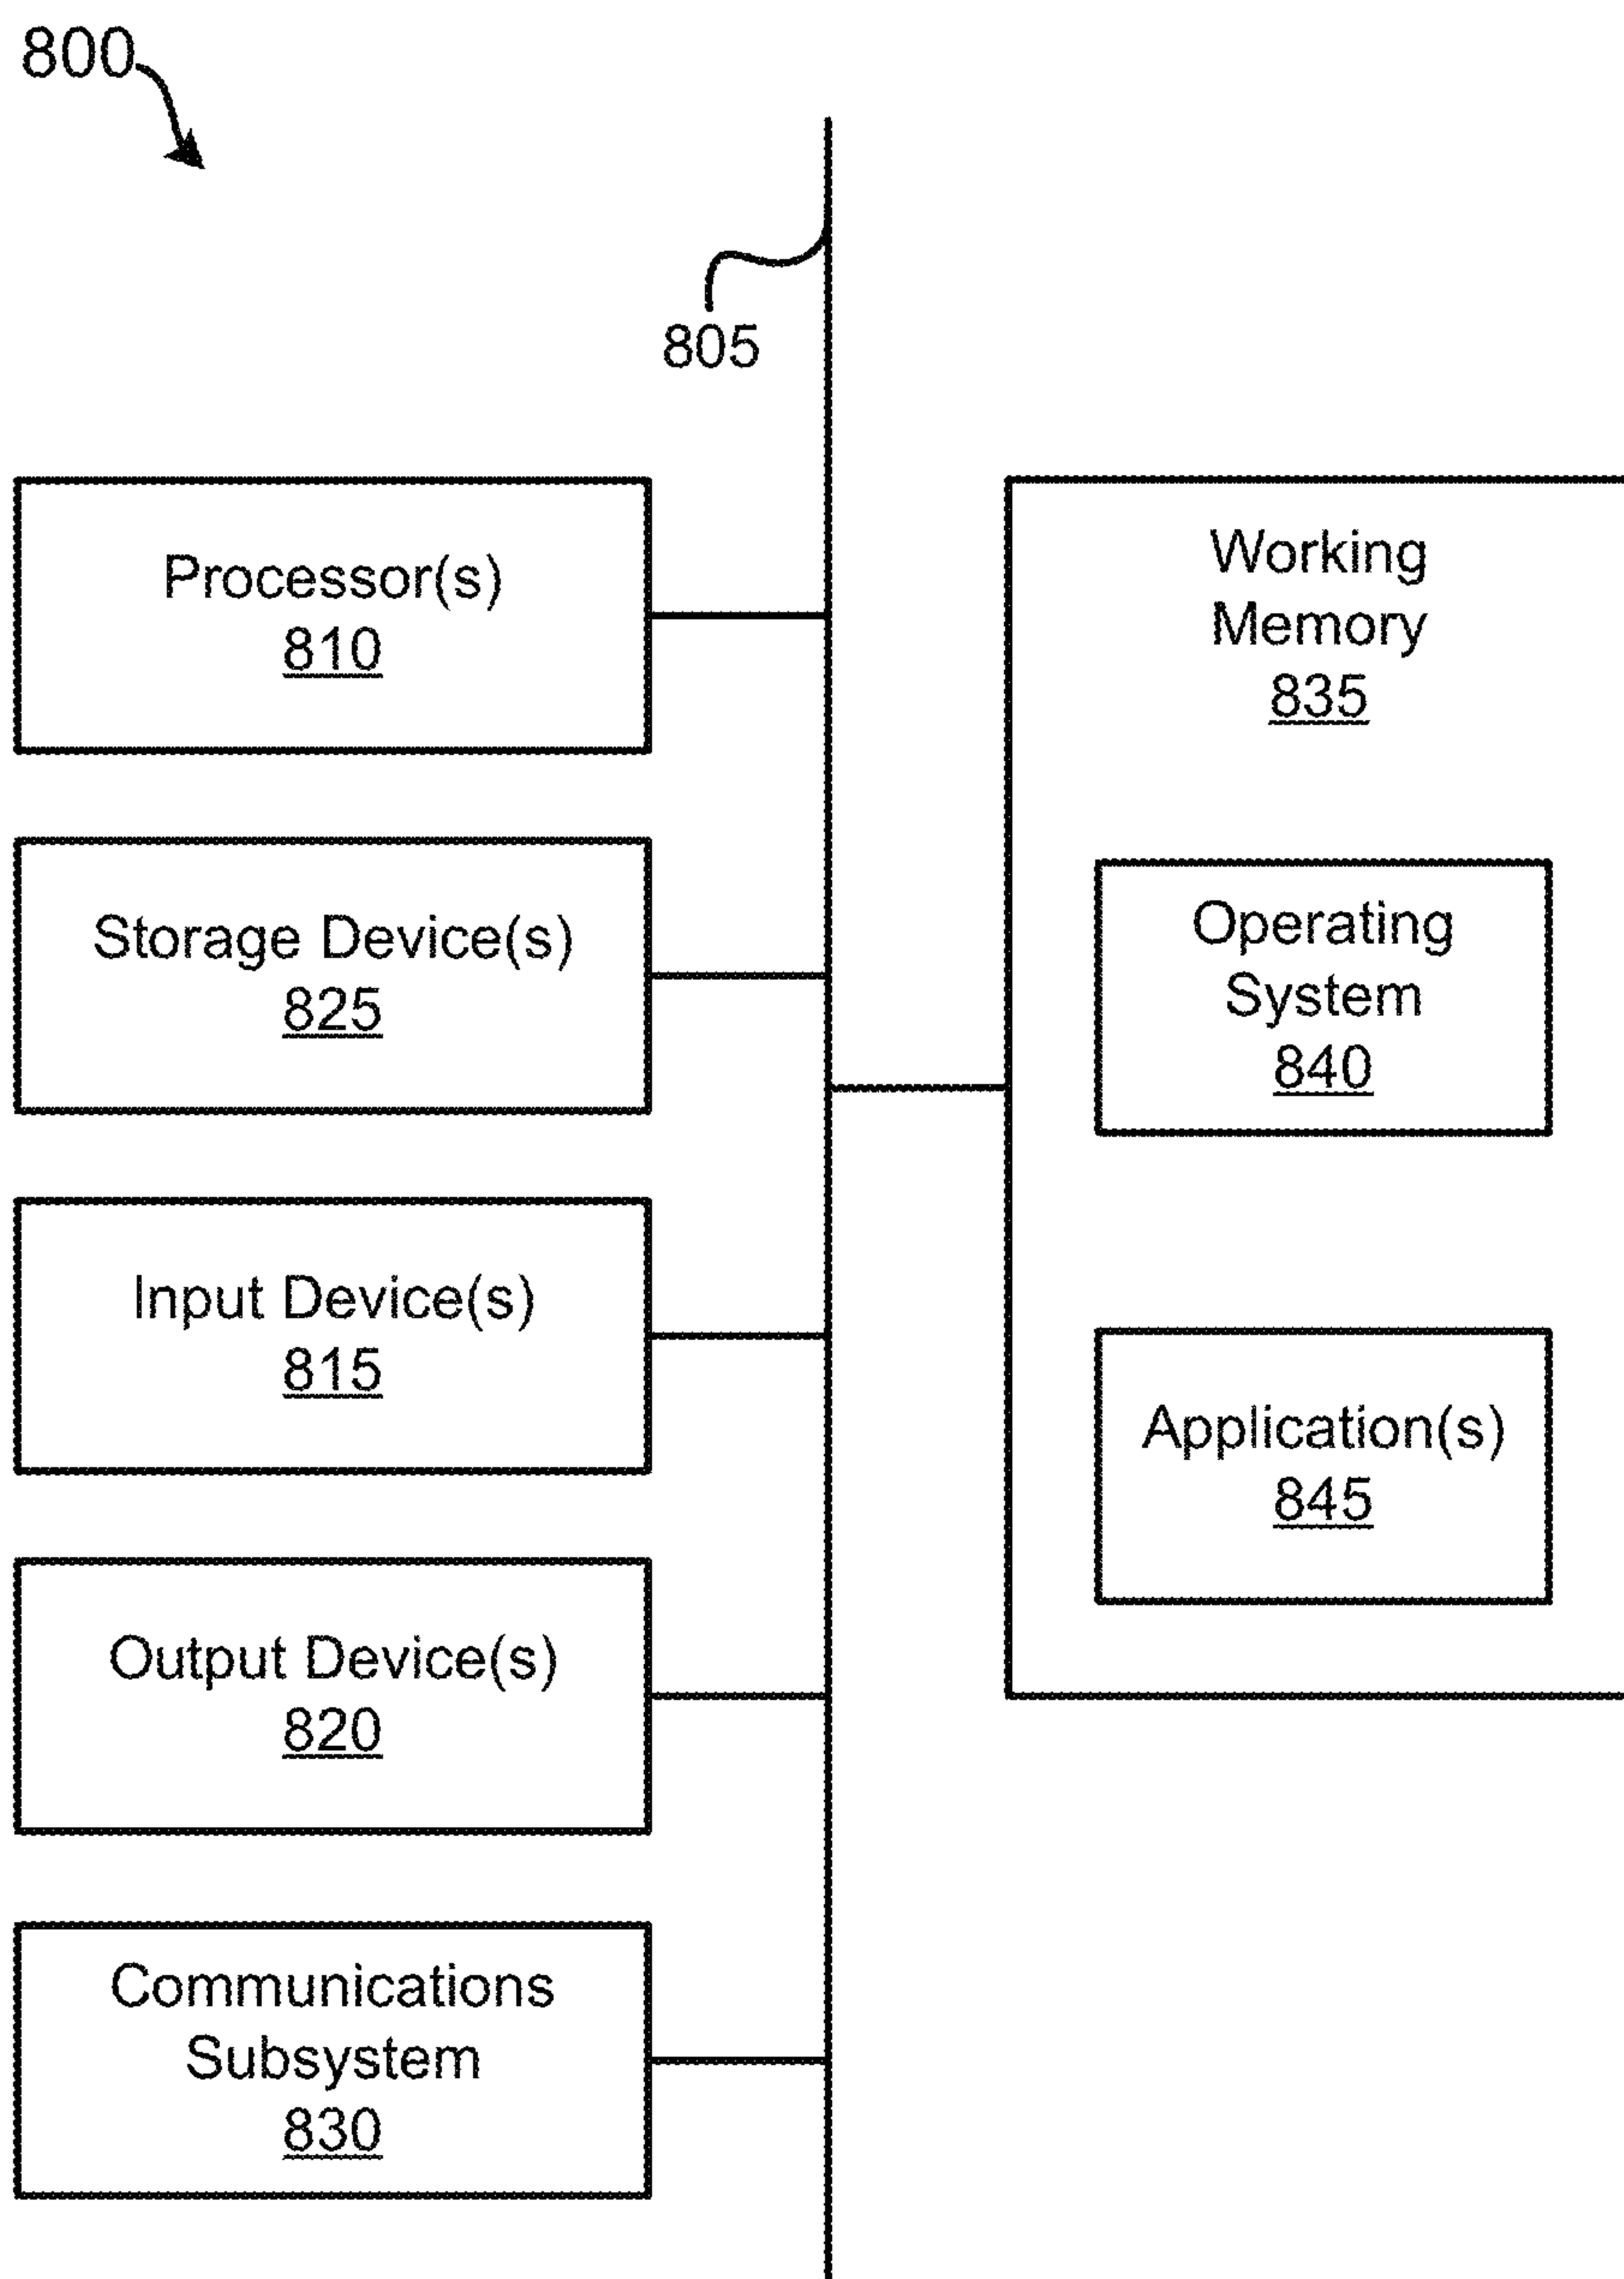 800
805
Processor(s)
810
Storage Device(s)
825
Input Device(s)
815
Output Device(s)
820
Communications
Subsystem
830
Working
Memory
835
Operating
System
840
Application(s)
845